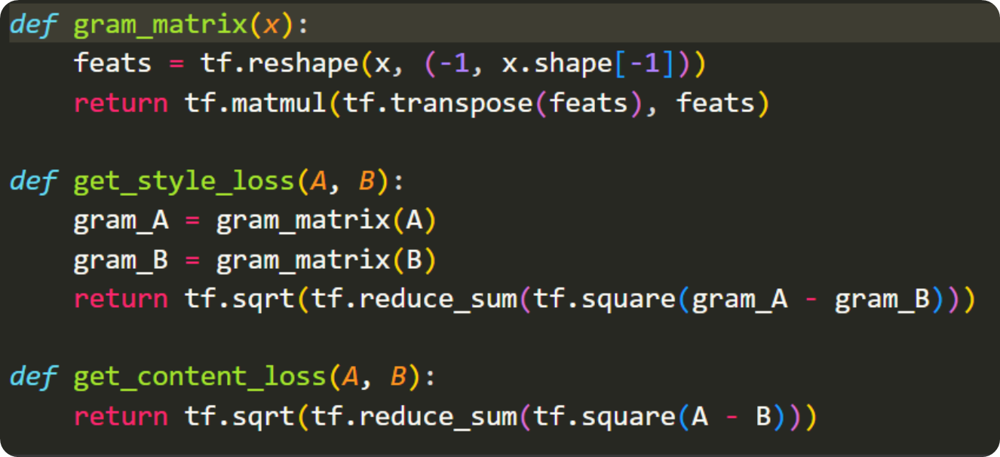 def gram_matrix(x):
    feats = tf.reshape(x, (-1, x.shape[-1]))
    return tf.matmul(tf.transpose(feats), feats)

def get_style_loss(A, B):
    gram_A = gram_matrix(A)
    gram_B = gram_matrix(B)
    return tf.sqrt(tf.reduce_sum(tf.square(gram_A - gram_B)))

def get_content_loss(A, B):
    return tf.sqrt(tf.reduce_sum(tf.square(A - B)))